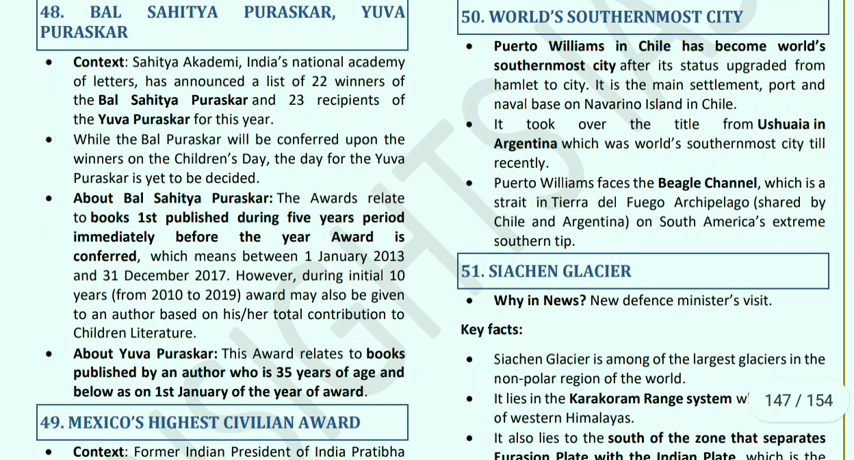 48. BAL SAHITYA PURASKAR, YUVA
PURASKAR
• Context: Sahitya Akademi, India's national academy
of letters, has announced a list of 22 winners of
the Bal Sahitya Puraskar and 23 recipients of
the Yuva Puraskar for this year.
• While the Bal Puraskar will be conferred upon the
winners on the Children's Day, the day for the Yuva
Puraskar is yet to be decided.
• About Bal Sahitya Puraskar: The Awards relate
to books 1st published during five years period
immediately before the year Award is
conferred, which means between 1 January 2013
and 31 December 2017. However, during initial 10
years (from 2010 to 2019) award may also be given
to an author based on his/her total contribution to
Children Literature.
• About Yuva Puraskar: This Award relates to books
published by an author who is 35 years of age and
below as on 1st January of the year of award.
49. MEXICO'S HIGHEST CIVILIAN AWARD
• Context: Former Indian President of India Pratibha
50. WORLD'S SOUTHERNMOST CITY
• Puerto Williams in Chile has become world's
southernmost city after its status upgraded from
hamlet to city. It is the main settlement, port and
naval base on Navarino Island in Chile.
• It took over the title from Ushuaia in
Argentina which was world's southernmost city till
recently.
• Puerto Williams faces the Beagle Channel, which is a
strait in Tierra del Fuego Archipelago (shared by
Chile and Argentina) on South America's extreme
southern tip.
51. SIACHEN GLACIER
• Why in News? New defence minister's visit.
Key facts:
• Siachen Glacier is among of the largest glaciers in the
non-polar region of the world.
• It lies in the Karakoram Range system
of western Himalayas.
• It also lies to the south of the zone that separates
Eurasion Plate with the Indian Plate, which is the
147 / 154